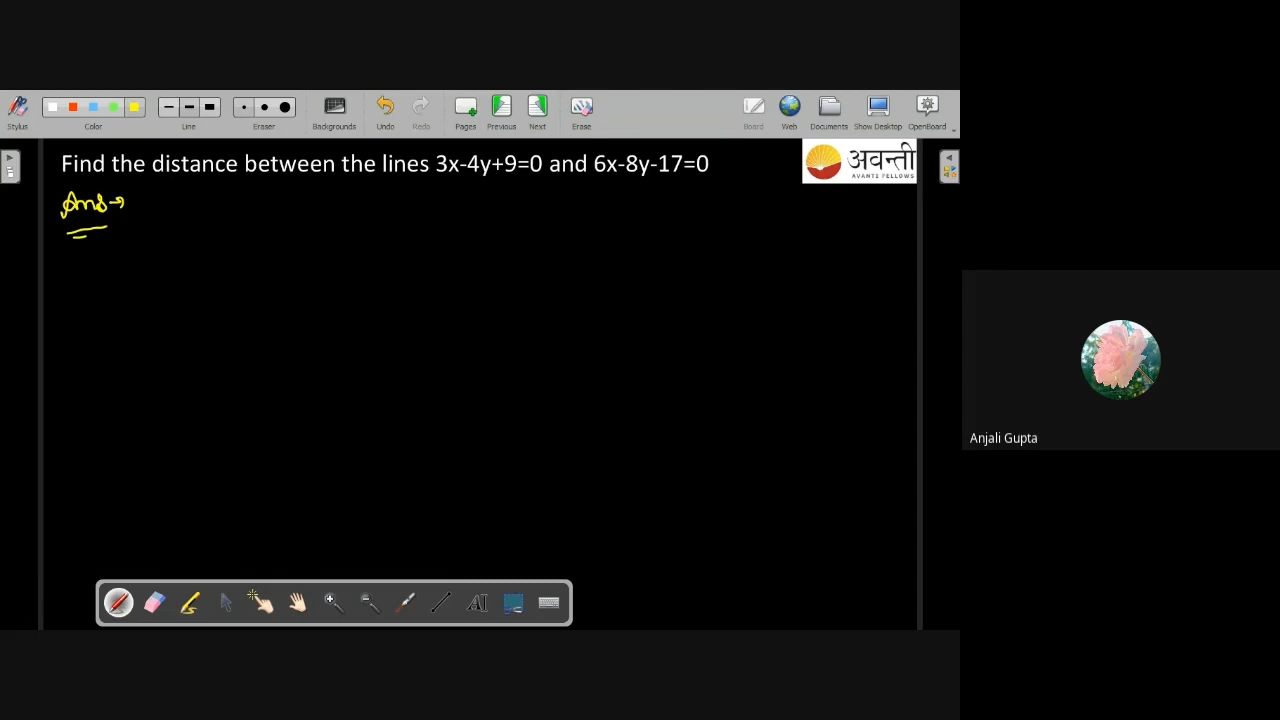 Stylus Color Line Eraser Backgrounds Undo Redo Pages Previous Next Erase Board Web Documents Show Desktop OpenBoard
Find the distance between the lines 3x-4y+9=0 and 6x-8y-17=0
अवन्ती
AVANTI FELLOWS
Ans→
AI
Anjali Gupta